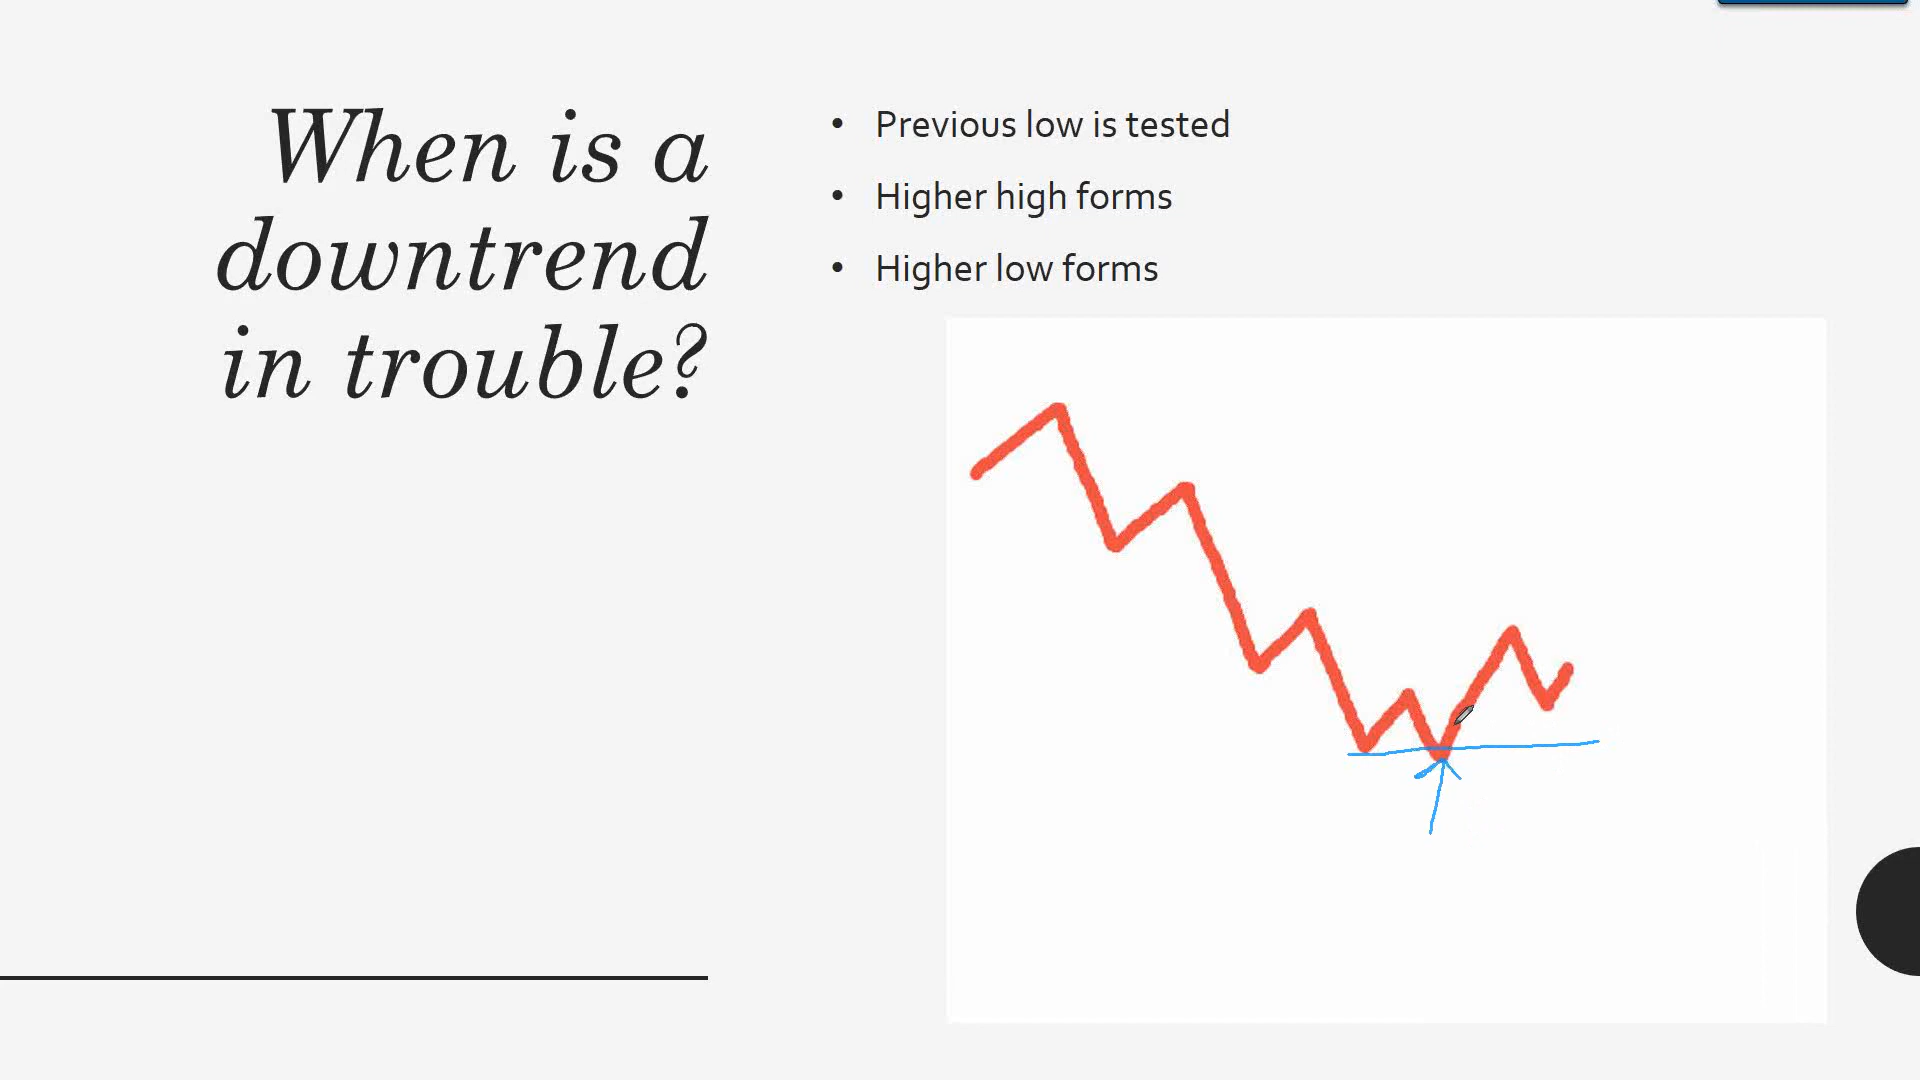 When is a
downtrend
in trouble?
• Previous low is tested
• Higher high forms
• Higher low forms